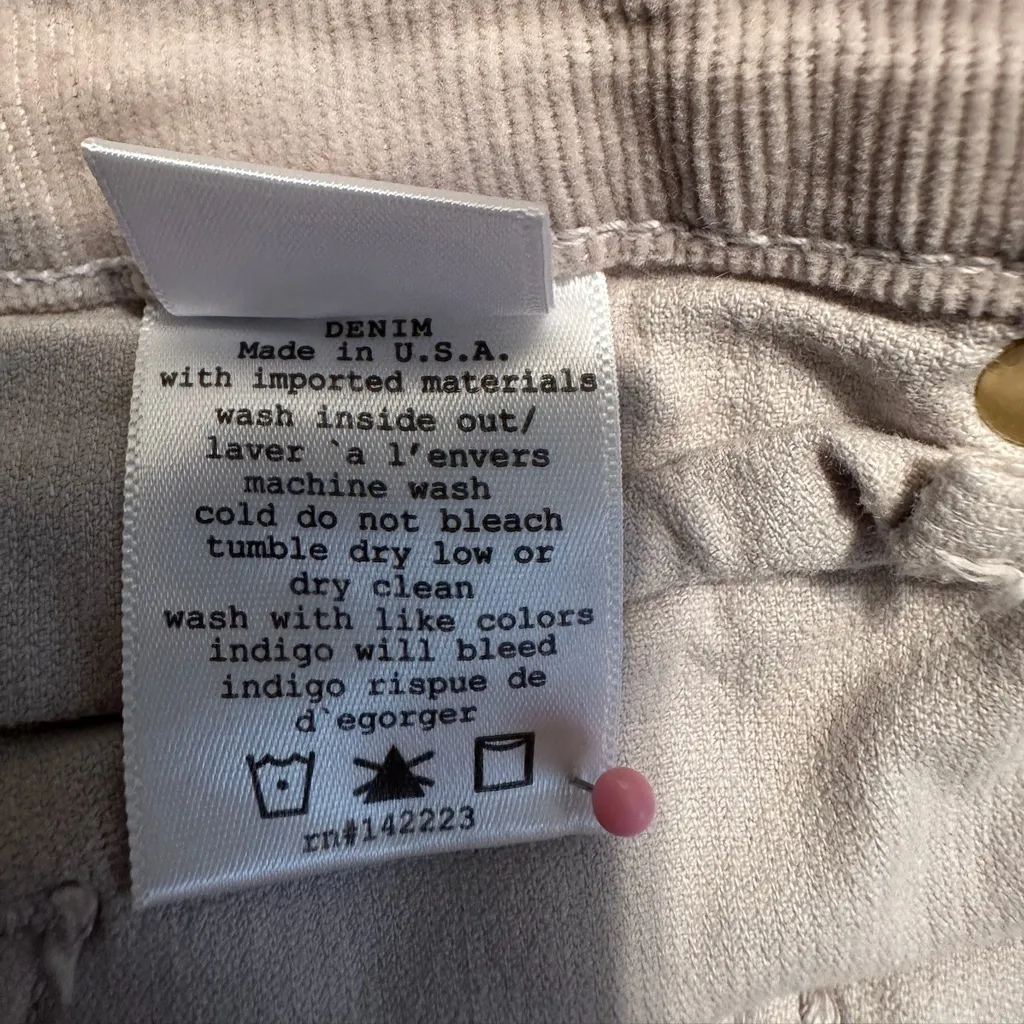 DENIM
Made in U.S.A.
with imported materials
wash inside out/
laver `a l'envers
machine wash
cold do not bleach
tumble dry low or
dry clean
wash with like colors
indigo will bleed
indigo rispue de
d`egorger
rn#142223